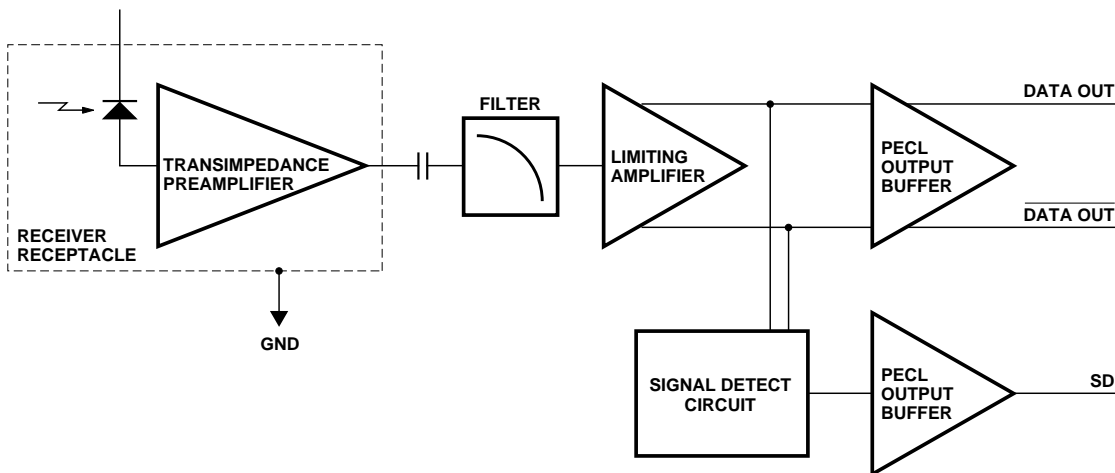 FILTER
DATA OUT
TRANSIMPEDANCE
PREAMPLIFIER
LIMITING
AMPLIFIER
PECL
OUTPUT
BUFFER
DATA OUT
RECEIVER
RECEPTACLE
GND
SIGNAL DETECT
CIRCUIT
PECL
OUTPUT
BUFFER
SD